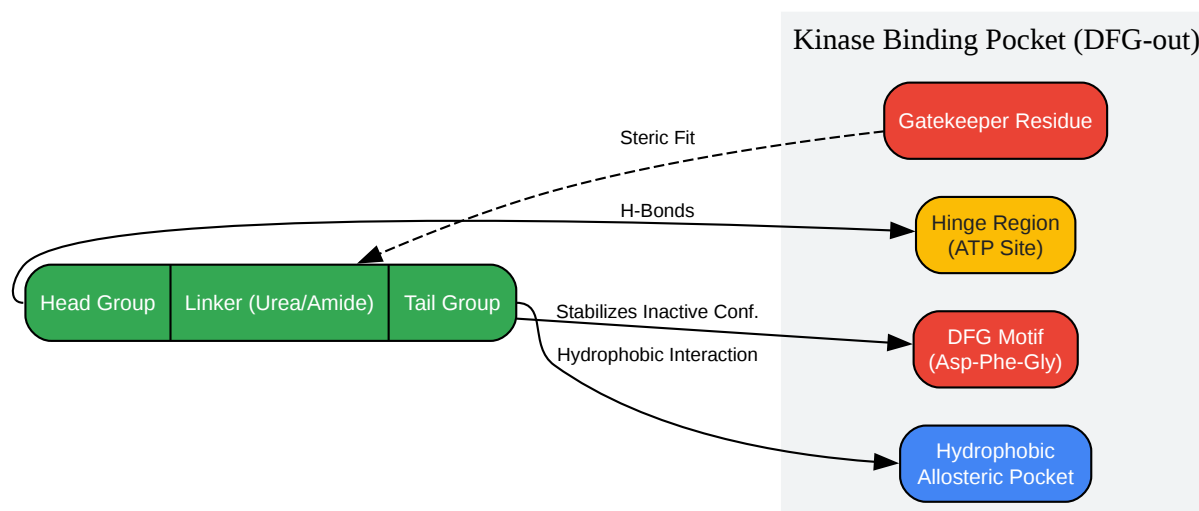 Kinase Binding Pocket (DFG-out)
Gatekeeper Residue
Steric Fit
H-Bonds
Hinge Region
(ATP Site)
Head Group
Linker (Urea/Amide)
Tail Group
Stabilizes Inactive Conf.
DFG Motif
(Asp-Phe-Gly)
Hydrophobic Interaction
Hydrophobic
Allosteric Pocket